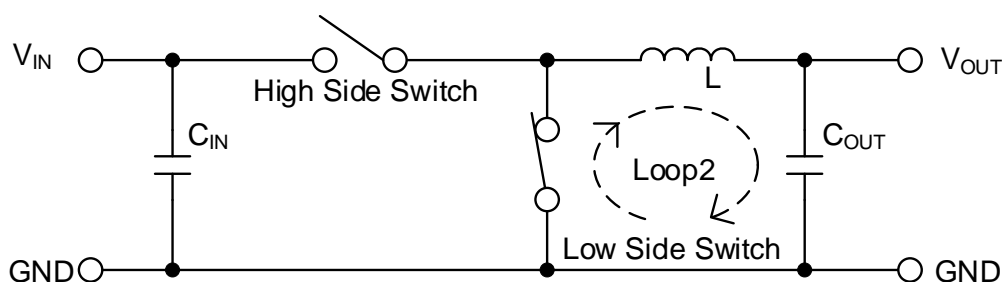 V_IN
V_OUT
L
High Side Switch
C_IN
C_OUT
Loop2
Low Side Switch
GND
GND